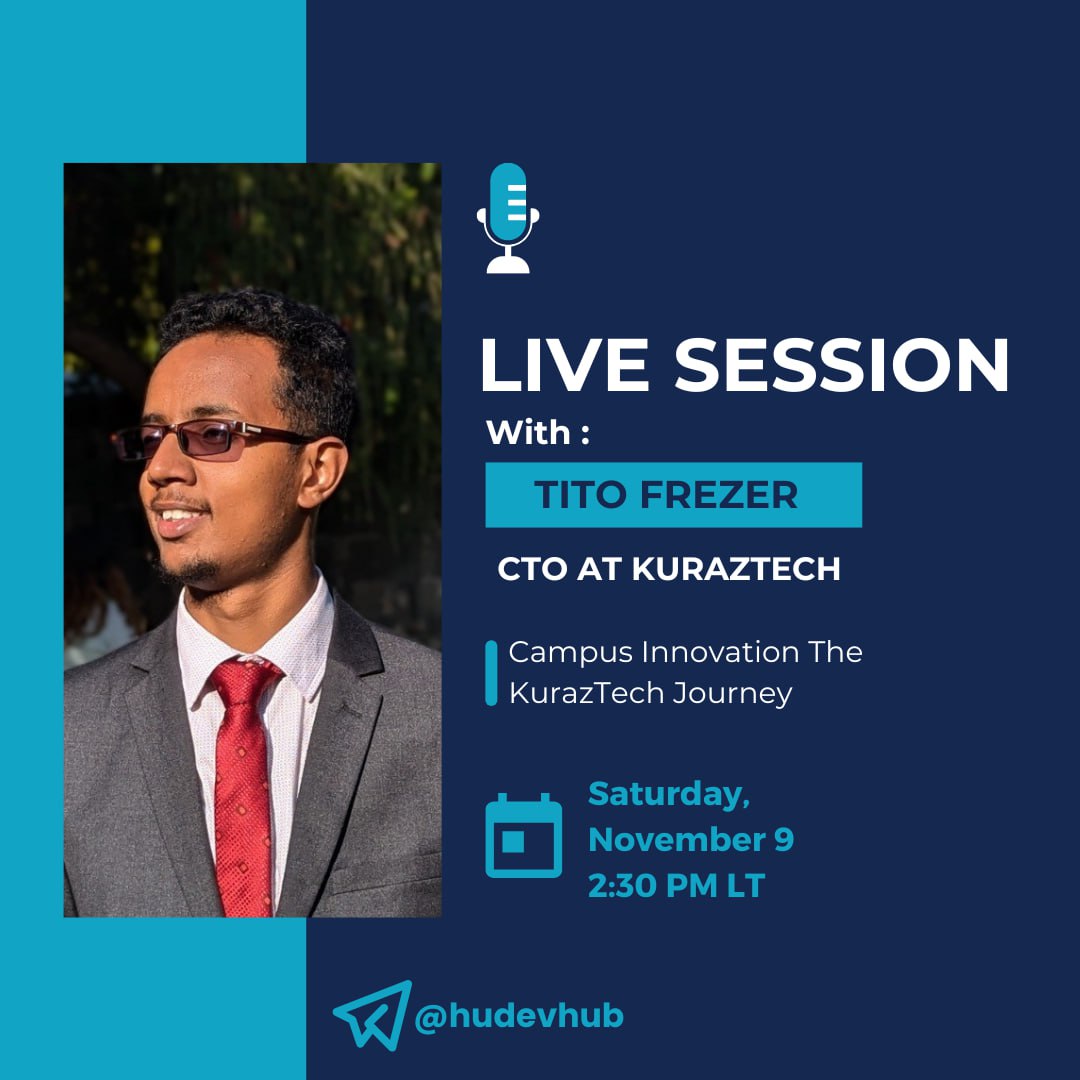 LIVE SESSION
With :
TITO FREZER
CTO AT KURAZTECH
Campus Innovation The
KurazTech Journey
Saturday,
November 9
2:30 PM LT
@hudevhub